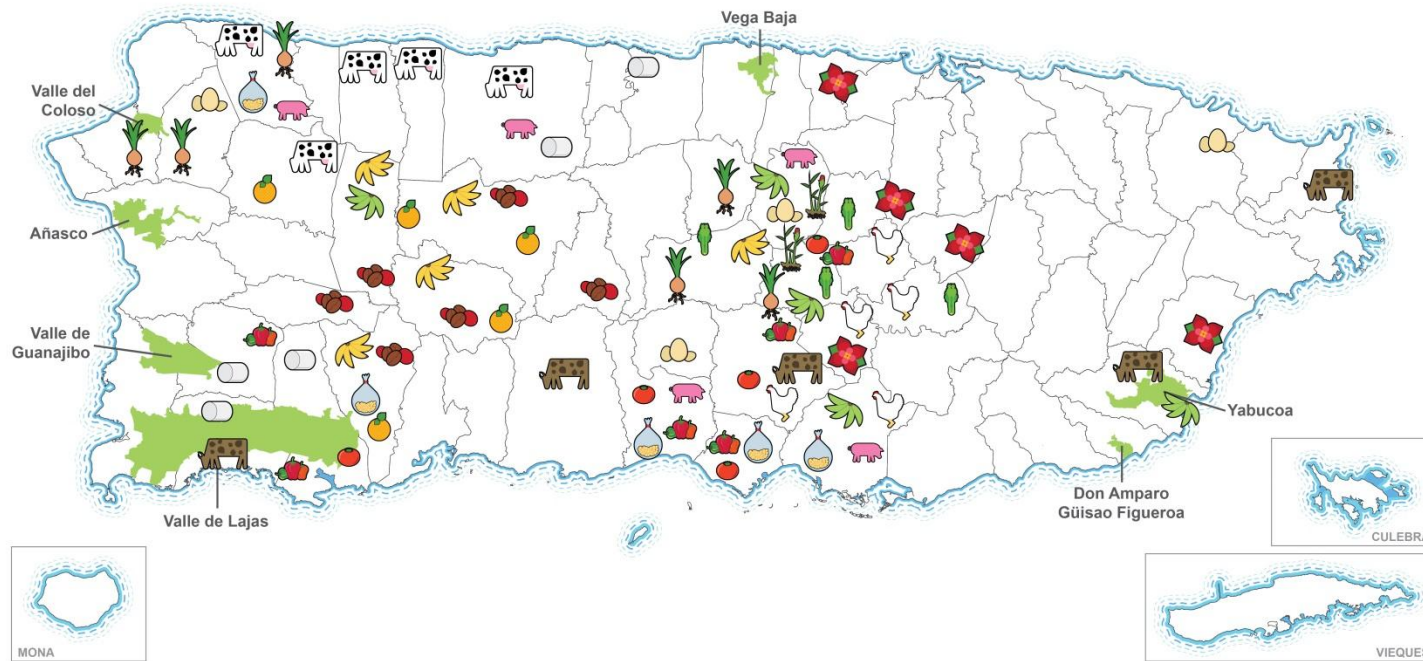 Vega Baja
Valle del
Coloso
Añasco
Valle de
Guanajibo
Yabucoa
Valle de Lajas
Don Amparo
Güisao Figueroa
CULEBRA
MONA
VIEQUES